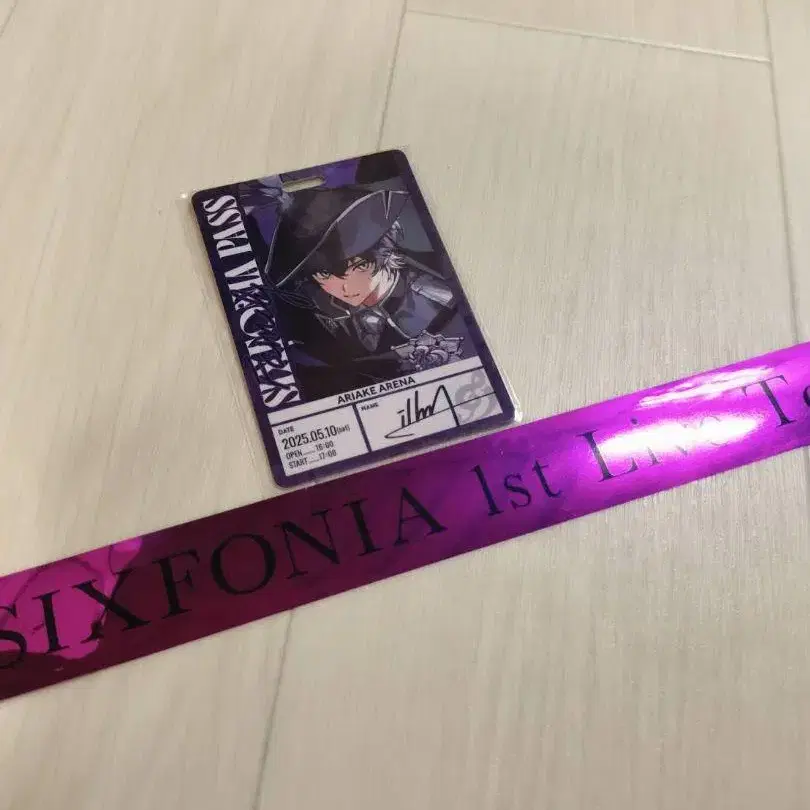 SIXFONIA PASS
ARIAKE ARENA
DATE
2025.05.10(sat)
OPEN......16:00
START......17:00
NAME
SIXFONIA 1st Live